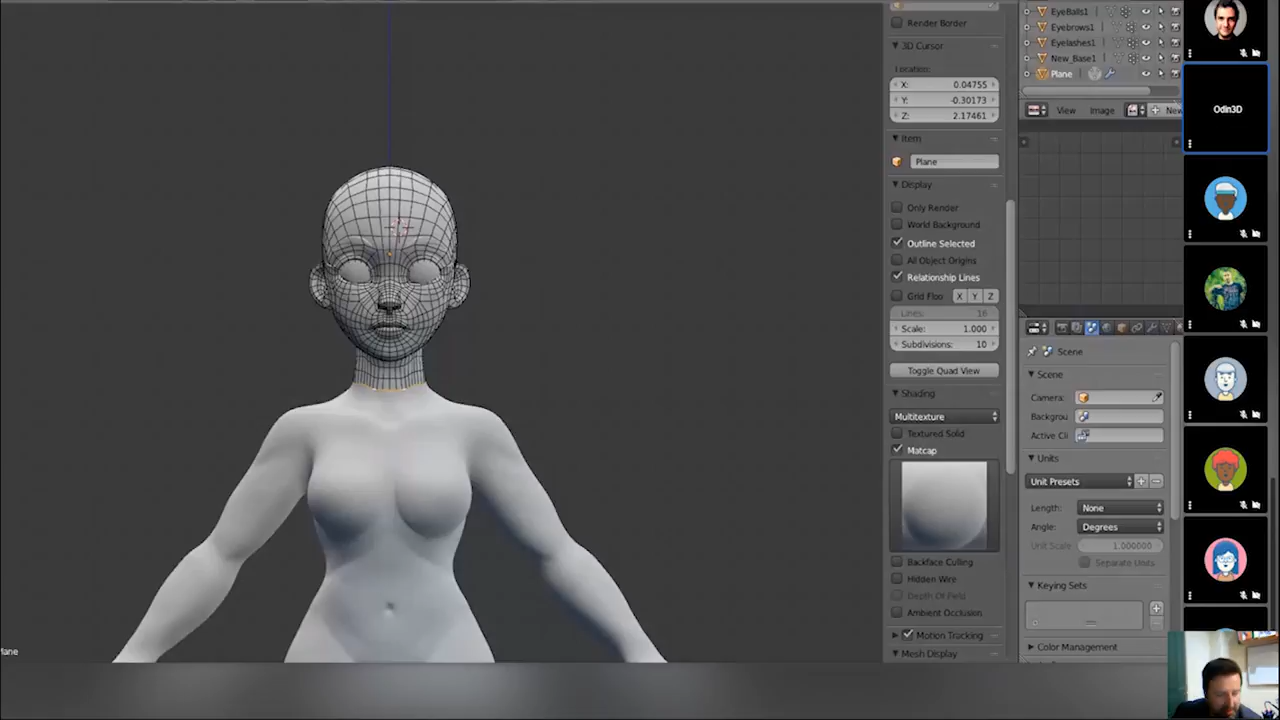 Render Border
3D Cursor
Location:
X: 0.04755
Y: -0.30173
Z: 2.17461
Item
Plane
Display
Only Render
World Background
Outline Selected
All Object Origins
Relationship Lines
Grid Floo X Y Z
Lines: 16
Scale: 1.000
Subdivisions: 10
Toggle Quad View
Shading
Multitexture
Textured Solid
Matcap
Backface Culling
Hidden Wire
Depth Of Field
Ambient Occlusion
Motion Tracking
Mesh Display
lane
EyeBalls1
Eyebrows1
Eyelashes1
New_Base1
Plane
View Image New
Scene
Scene
Camera:
Backgrou
Active Cli
Units
Unit Presets
Length: None
Angle: Degrees
Unit Scale 1.000000
Separate Units
Keying Sets
Color Management
Odin3D